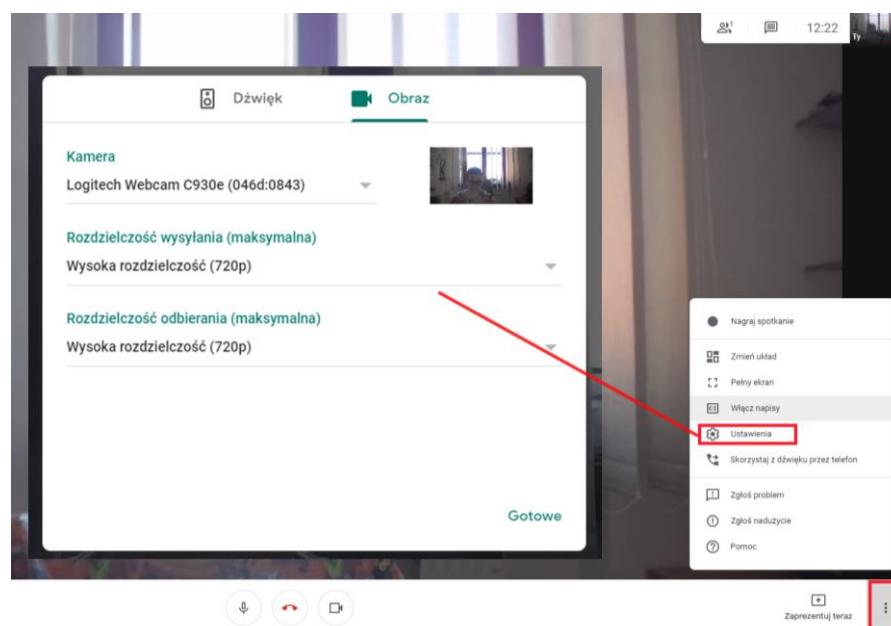 12:22
Ty
Dźwięk
Obraz
Kamera
Logitech Webcam C930e (046d:0843)
Rozdzielczość wysyłania (maksymalna)
Wysoka rozdzielczość (720p)
Rozdzielczość odbierania (maksymalna)
Wysoka rozdzielczość (720p)
Gotowe
Nagraj spotkanie
Zmień układ
Pełny ekran
Włącz napisy
Ustawienia
Skorzystaj z dźwięku przez telefon
Zgłoś problem
Zgłoś nadużycie
Pomoc
Zaprezentuj teraz